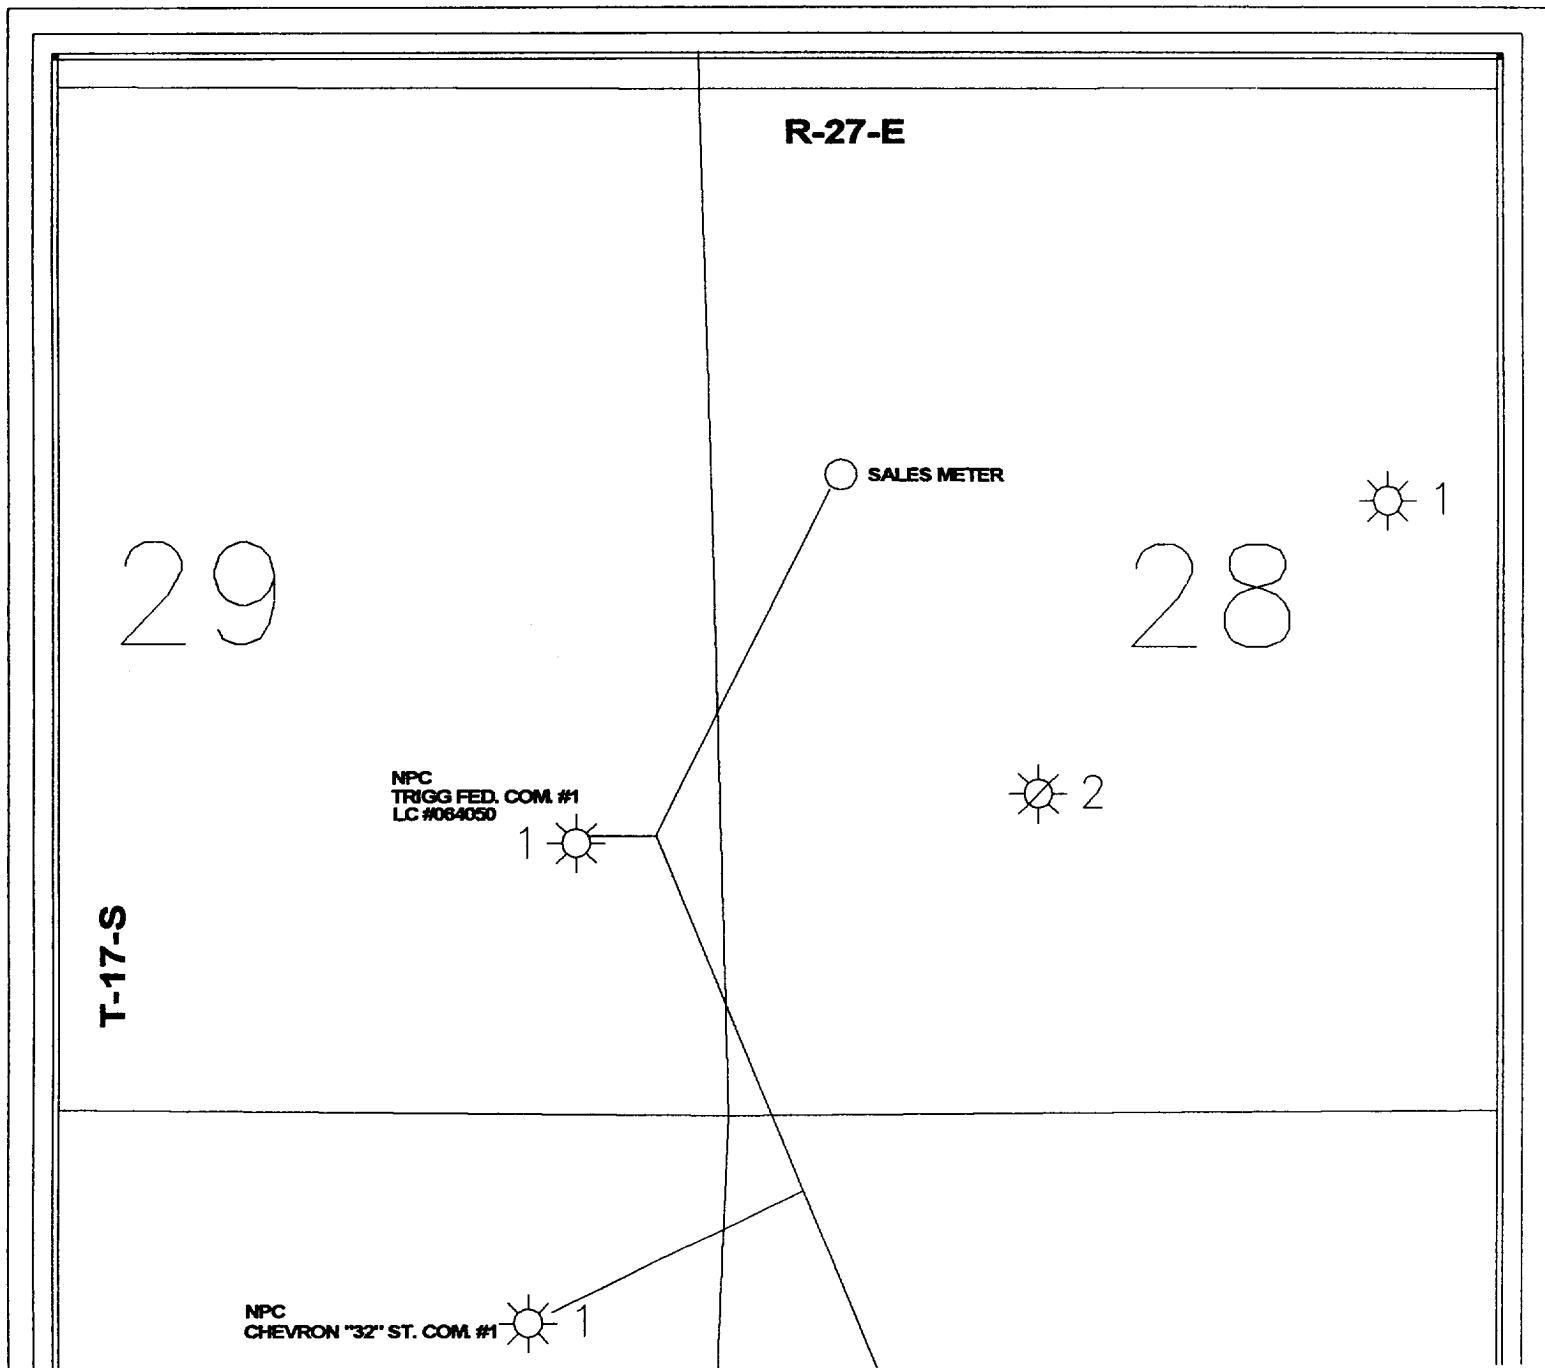 R-27-E
SALES METER
1
29
28
NPC
TRIGG FED. COM. #1
LC #064050
1
2
T-17-S
NPC
CHEVRON "32" ST. COM. #1
1